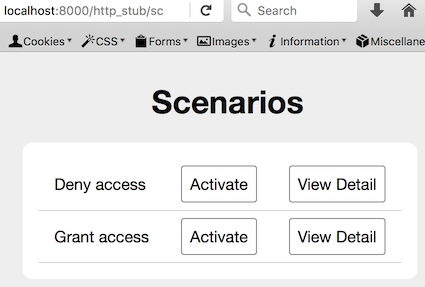 localhost:8000/http_stub/sc Search
Cookies CSS Forms Images Information Miscellane
Scenarios
Deny access Activate View Detail
Grant access Activate View Detail